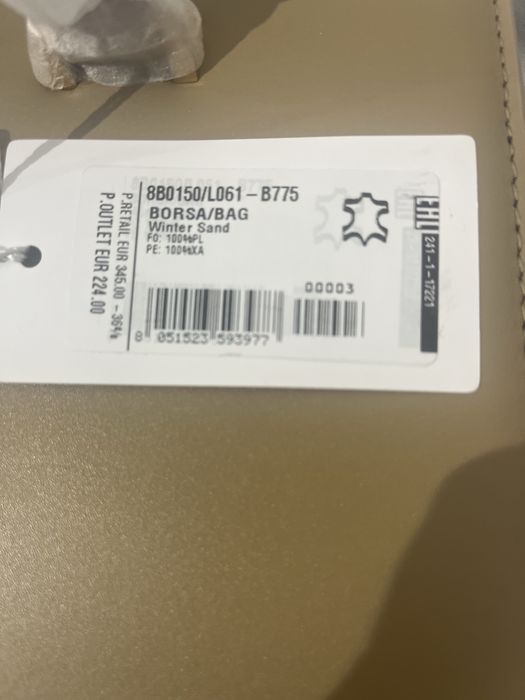 8B0150/L061 - B775
BORSA/BAG
Winter Sand
FO: 100%PL
PE: 100%XA
00003
8 051523 593977
P.RETAIL EUR 345.00 - 36%
P.OUTLET EUR 224.00
EAC
241-1-17221